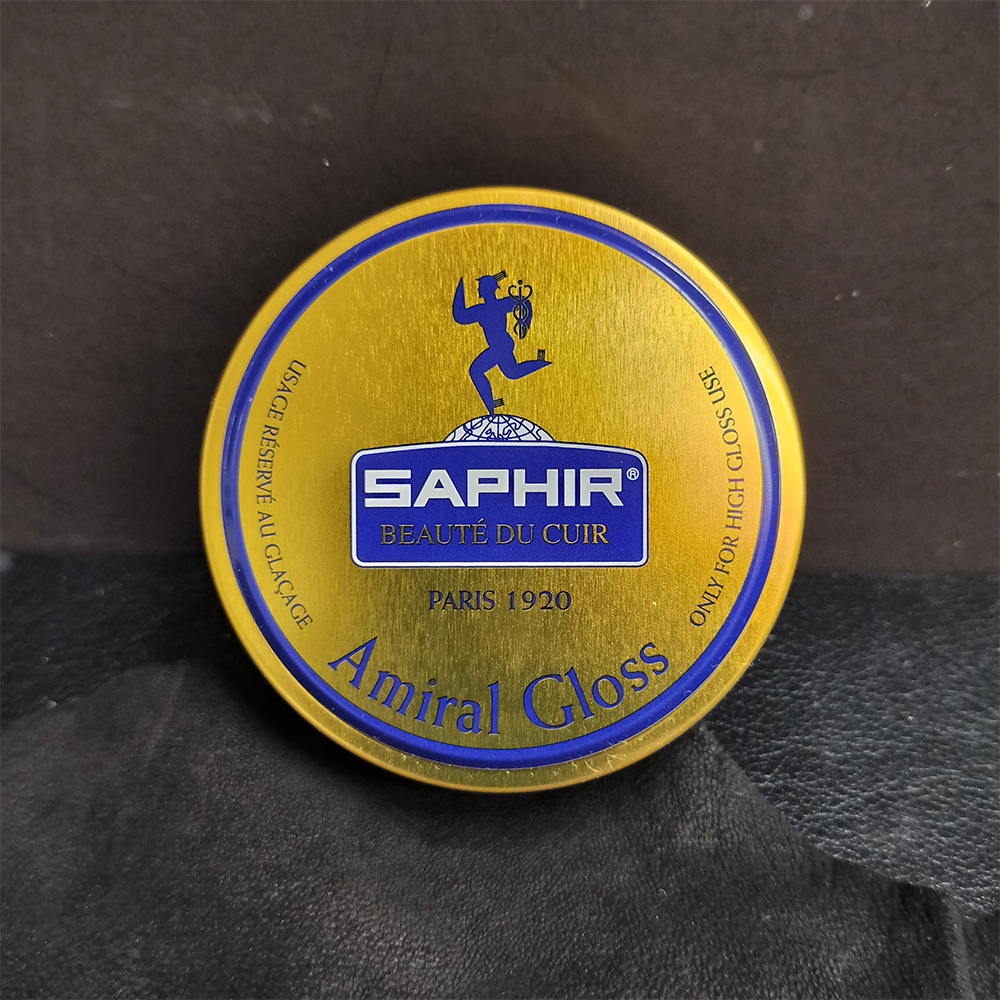 SAPHIR®
BEAUTÉ DU CUIR
PARIS 1920
USAGE RÉSERVÉ AU GLAÇAGE
ONLY FOR HIGH GLOSS USE
Amiral Gloss